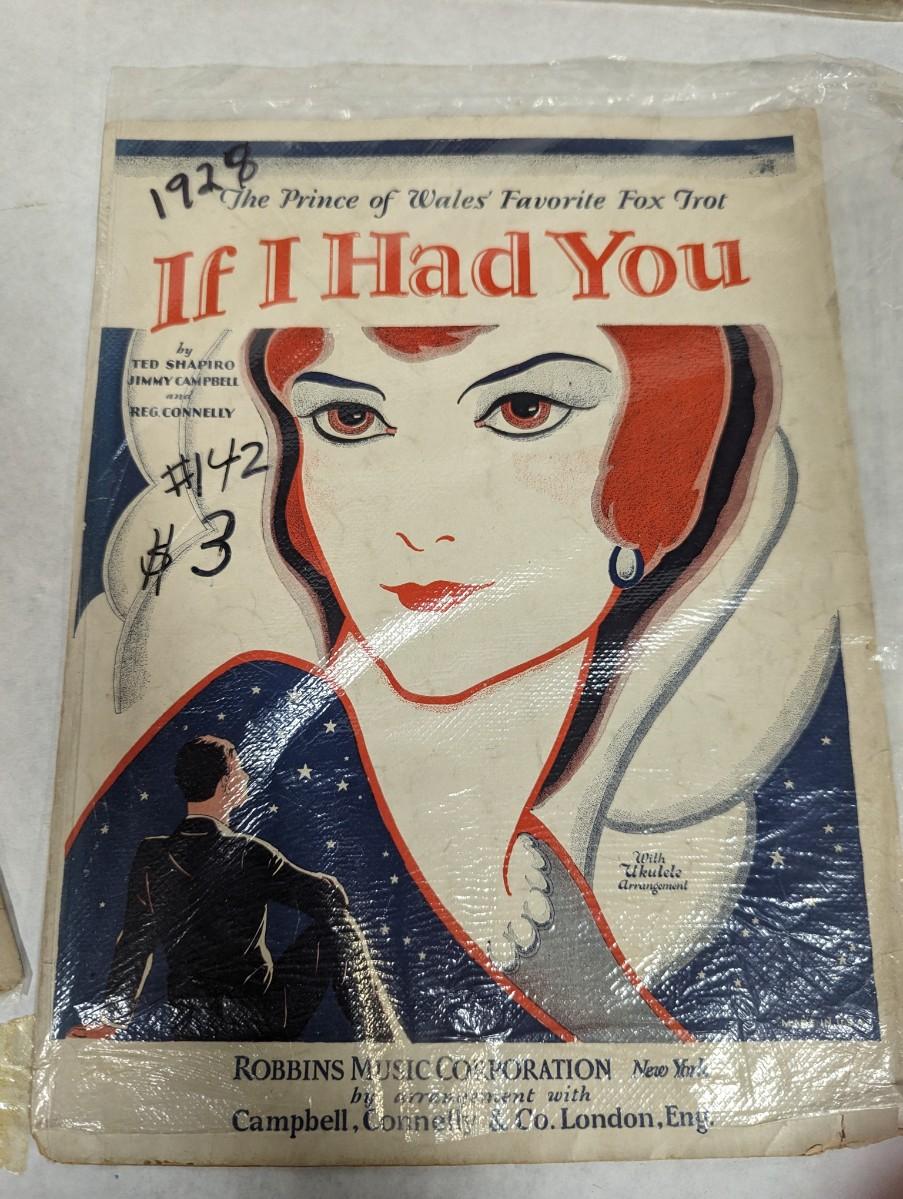 1928
The Prince of Wales' Favorite Fox Trot
If I Had You
by
TED SHAPIRO
JIMMY CAMPBELL
and
REG. CONNELLY
#142
$3
With
Ukulele
Arrangement
ROBBINS MUSIC CORPORATION New York
by arrangement with
Campbell, Connelly & Co. London, Eng.